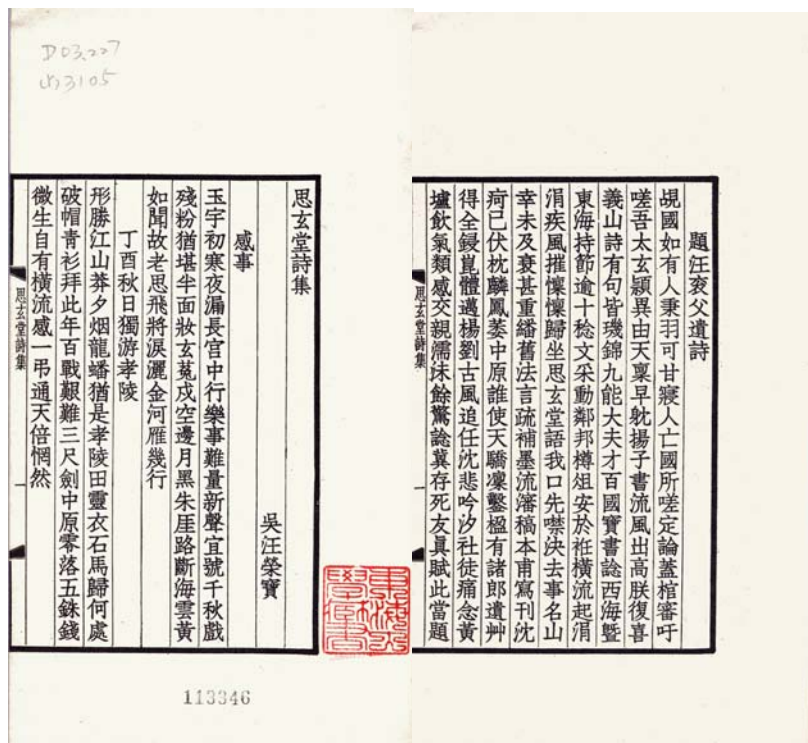 題汪衮父遺詩
覘國如有人秉羽可甘寢人亡國所嗟定論蓋棺審吁
嗟吾太玄穎異由天稟早躭揚子書流風出高朕復喜
義山詩有句皆璣錦九能大夫才百國寶書諗西海曁
東海持節逾十稔文采動鄰邦樽俎安於袵橫流起涓
涓疾風摧懍懍歸坐思玄堂語我口先噤決去事名山
幸未及衰甚重繙舊法言疏補墨流瀋稿本甫寫刊沈
疴已伏枕麟鳳萎中原誰使天驕凜鑿楹有諸郎遺艸
得全鋟崑體邁楊劉古風追任沈悲吟汐社徒痛念黃
壚飲氣類感交親濡沫餘驚諗冀存死友眞賦此當題
思玄堂詩集
思玄堂詩集
吳汪榮寶
感事
玉宇初寒夜漏長宮中行樂事難量新聲宜號千秋戲
殘粉猶堪半面妝玄菟戍空邊月黑朱厓路斷海雲黃
如聞故老思飛將淚灑金河雁幾行
丁酉秋日獨游孝陵
形勝江山莽夕烟龍蟠猶是孝陵田靈衣石馬歸何處
破帽靑衫拜此年百戰艱難三尺劍中原零落五銖錢
微生自有橫流感一弔通天倍惘然
思玄堂詩集
一
D03.227
113346